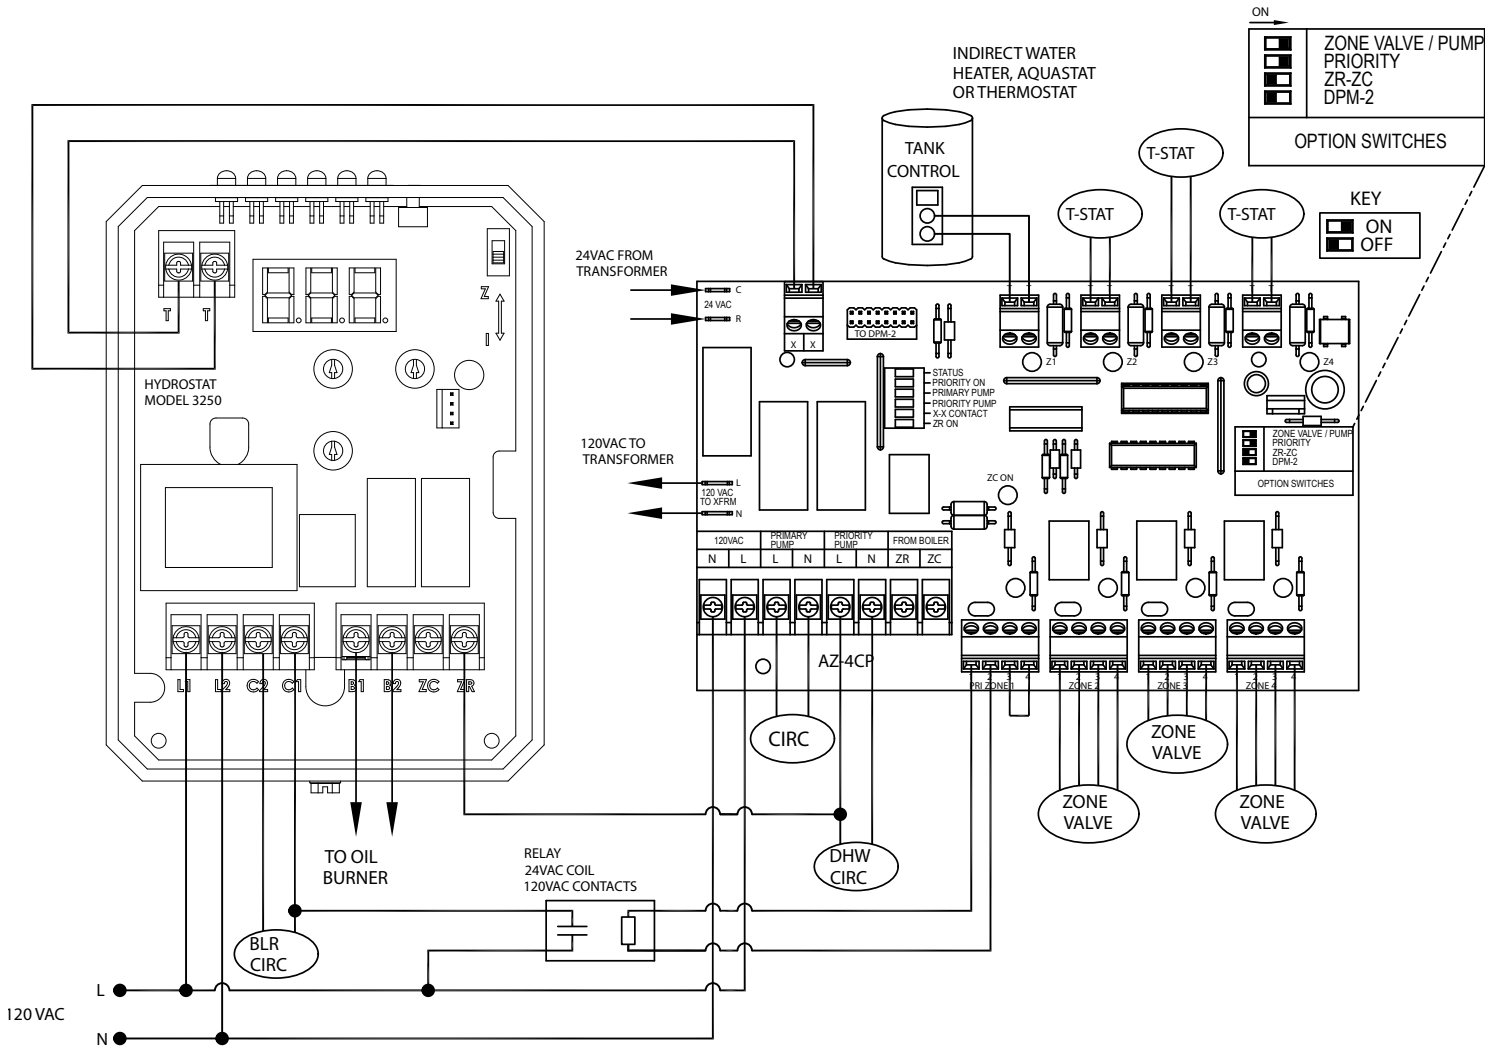 ON
ZONE VALVE / PUMP
PRIORITY
ZR-ZC
DPM-2
OPTION SWITCHES
KEY
ON
OFF
INDIRECT WATER
HEATER, AQUASTAT
OR THERMOSTAT
TANK
CONTROL
T-STAT
T-STAT
T-STAT
24VAC FROM
TRANSFORMER
C
24 VAC
R
X X
TO DPM-2
Z1
Z2
Z3
Z4
STATUS
PRIORITY ON
PRIMARY PUMP
PRIORITY PUMP
X-X CONTACT
ZR ON
T T
Z
1
HYDROSTAT
MODEL 3250
120VAC TO
TRANSFORMER
L
120 VAC
TO XFRM
N
ZC ON
ZONE VALVE / PUMP
PRIORITY
ZR-ZC
DPM-2
OPTION SWITCHES
120VAC
PRIMARY
PUMP
PRIORITY
PUMP
FROM BOILER
N L L N L N ZR ZC
AZ-4CP
L1 L2 C2 C1 B1 B2 ZC ZR
PRI ZONE 1
ZONE 2
ZONE 3
ZONE 4
CIRC
ZONE
VALVE
ZONE
VALVE
ZONE
VALVE
TO OIL
BURNER
RELAY
24VAC COIL
120VAC CONTACTS
DHW
CIRC
BLR
CIRC
L
120 VAC
N